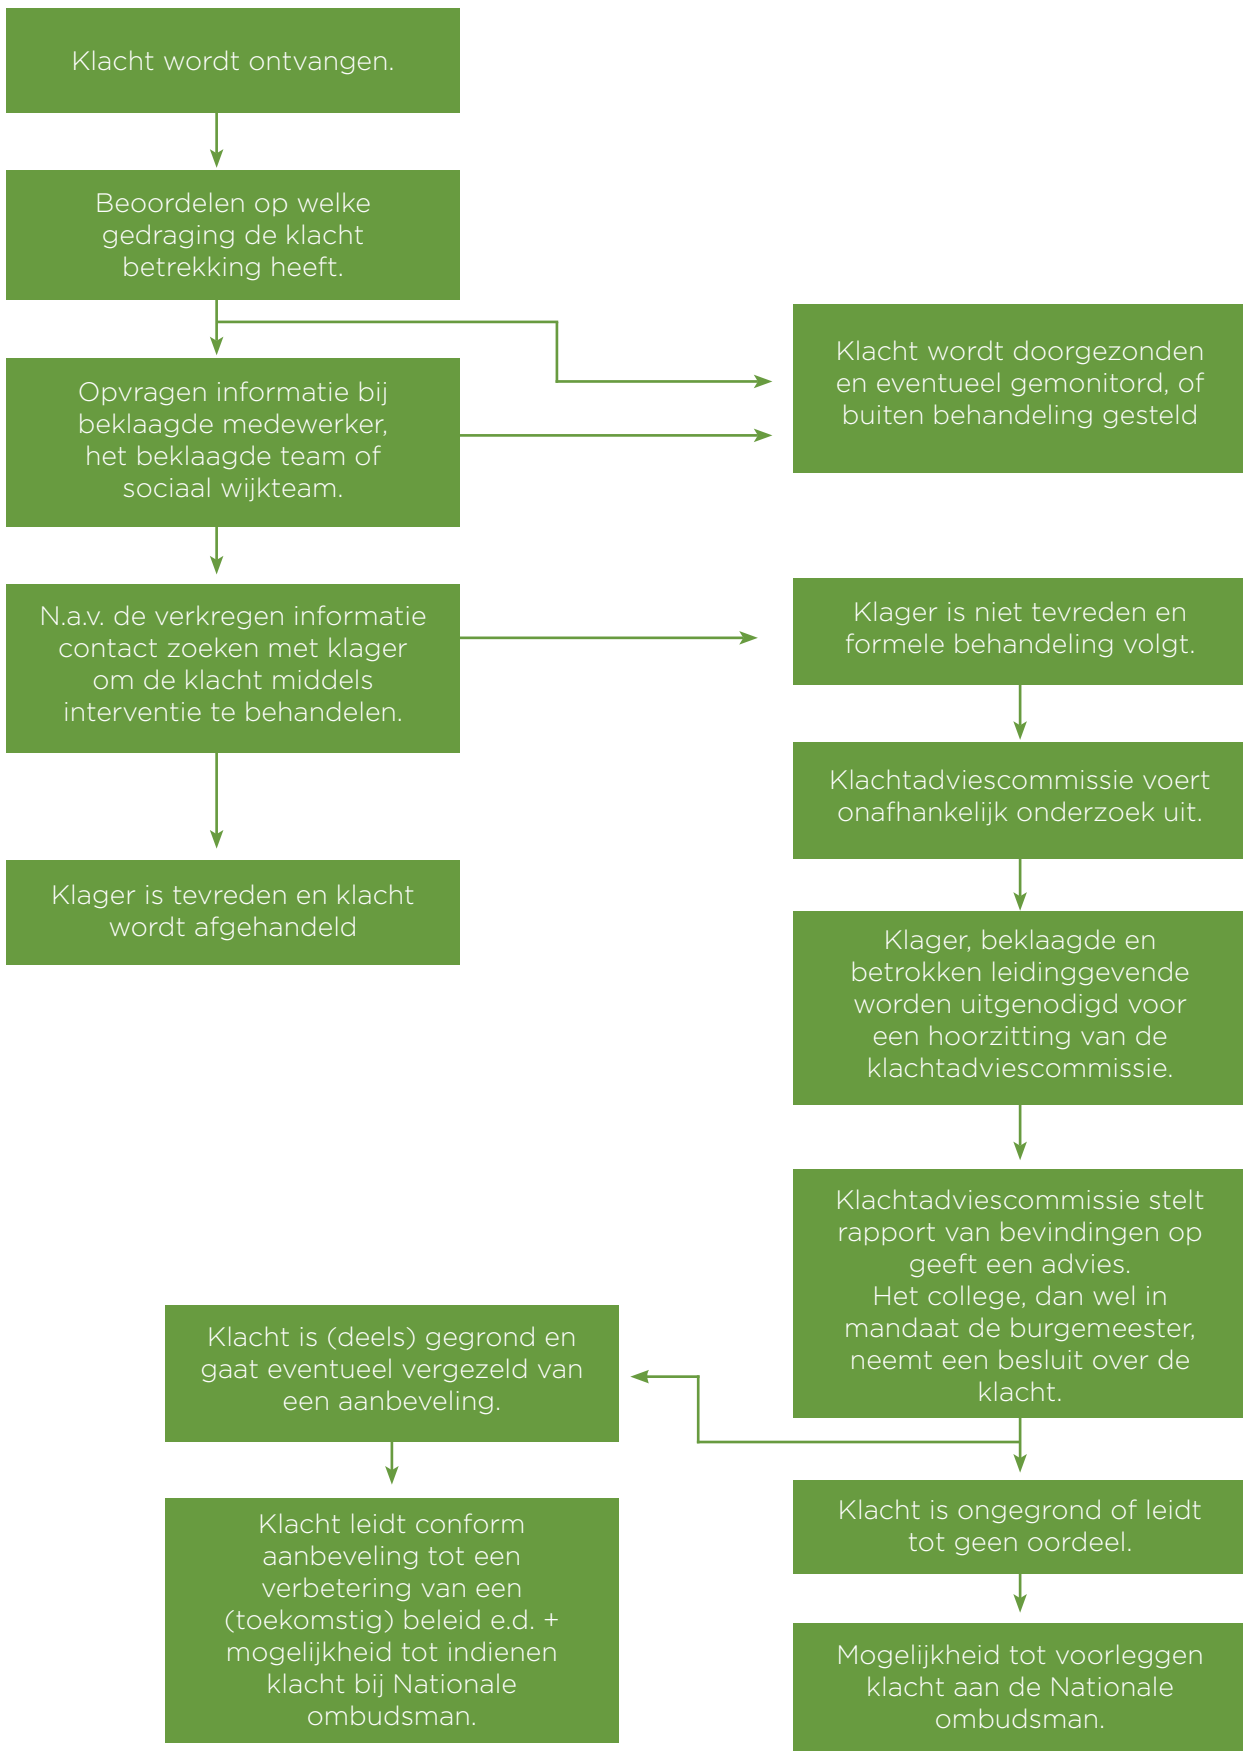 Klacht wordt ontvangen.
Beoordelen op welke
gedraging de klacht
betrekking heeft.
Opvragen informatie bij
beklaagde medewerker,
het beklaagde team of
sociaal wijkteam.
Klacht wordt doorgezonden
en eventueel gemonitord, of
buiten behandeling gesteld
N.a.v. de verkregen informatie
contact zoeken met klager
om de klacht middels
interventie te behandelen.
Klager is tevreden en klacht
wordt afgehandeld
Klager is niet tevreden en
formele behandeling volgt.
Klachtadviescommissie voert
onafhankelijk onderzoek uit.
Klager, beklaagde en
betrokken leidinggevende
worden uitgenodigd voor
een hoorzitting van de
klachtadviescommissie.
Klachtadviescommissie stelt
rapport van bevindingen op
geeft een advies.
Het college, dan wel in
mandaat de burgemeester,
neemt een besluit over de
klacht.
Klacht is (deels) gegrond en
gaat eventueel vergezeld van
een aanbeveling.
Klacht leidt conform
aanbeveling tot een
verbetering van een
(toekomstig) beleid e.d. +
mogelijkheid tot indienen
klacht bij Nationale
ombudsman.
Klacht is ongegrond of leidt
tot geen oordeel.
Mogelijkheid tot voorleggen
klacht aan de Nationale
ombudsman.